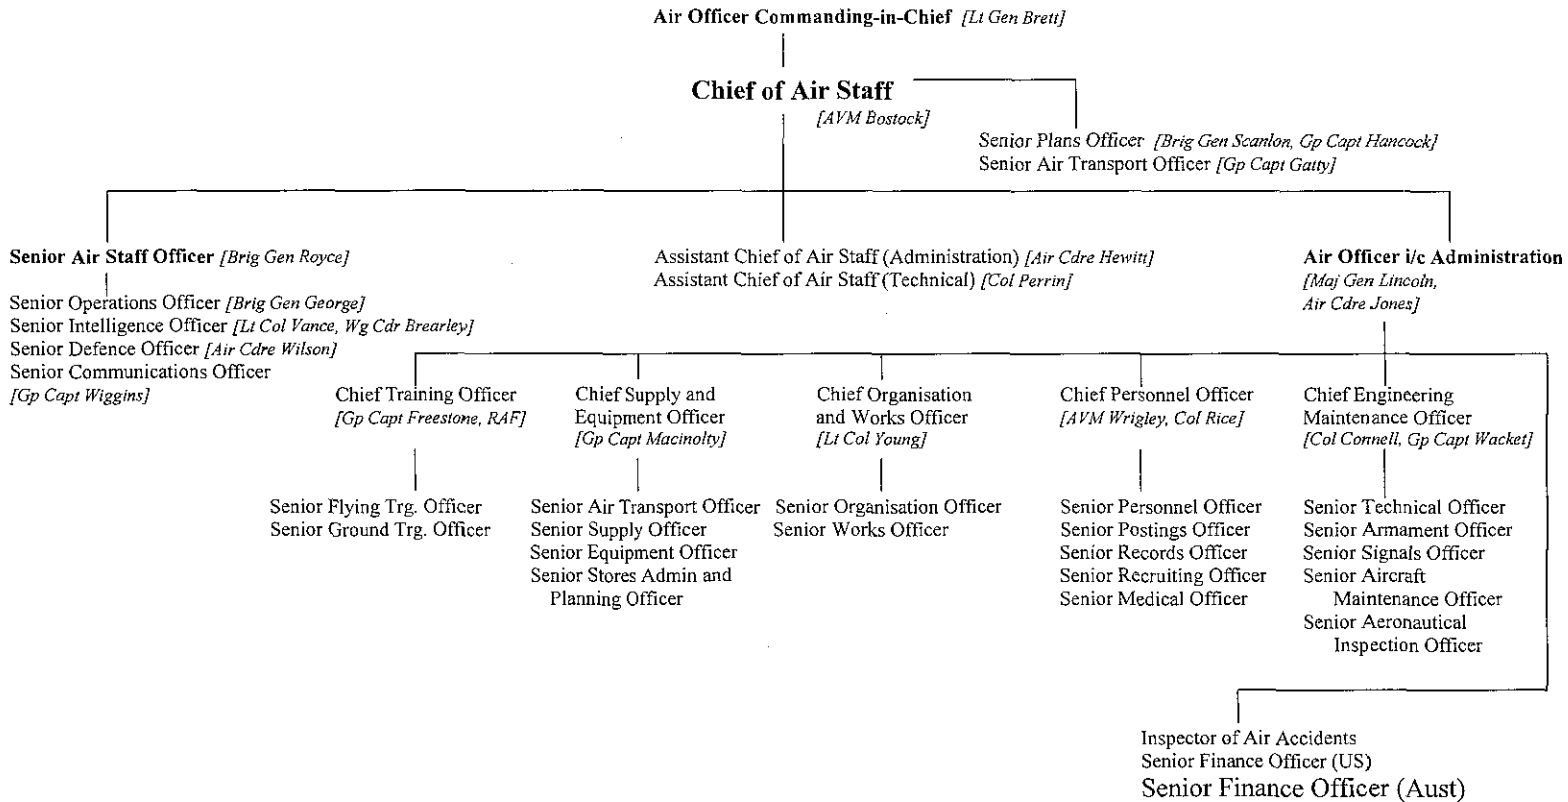 Air Officer Commanding-in-Chief [Lt Gen Brett]
Chief of Air Staff
[AVM Bostock]
Senior Plans Officer [Brig Gen Scanlon, Gp Capt Hancock]
Senior Air Transport Officer [Gp Capt Gatty]
Senior Air Staff Officer [Brig Gen Royce]
Senior Operations Officer [Brig Gen George]
Senior Intelligence Officer [Lt Col Vance, Wg Cdr Brearley]
Senior Defence Officer [Air Cdre Wilson]
Senior Communications Officer
[Gp Capt Wiggins]
Assistant Chief of Air Staff (Administration) [Air Cdre Hewitt]
Assistant Chief of Air Staff (Technical) [Col Perrin]
Air Officer i/c Administration
[Maj Gen Lincoln,
Air Cdre Jones]
Chief Training Officer
[Gp Capt Freestone, RAF]
Senior Flying Trg. Officer
Senior Ground Trg. Officer
Chief Supply and
Equipment Officer
[Gp Capt Macinolty]
Senior Air Transport Officer
Senior Supply Officer
Senior Equipment Officer
Senior Stores Admin and
Planning Officer
Chief Organisation
and Works Officer
[Lt Col Young]
Senior Organisation Officer
Senior Works Officer
Chief Personnel Officer
[AVM Wrigley, Col Rice]
Senior Personnel Officer
Senior Postings Officer
Senior Records Officer
Senior Recruiting Officer
Senior Medical Officer
Chief Engineering
Maintenance Officer
[Col Connell, Gp Capt Wacket]
Senior Technical Officer
Senior Armament Officer
Senior Signals Officer
Senior Aircraft
Maintenance Officer
Senior Aeronautical
Inspection Officer
Inspector of Air Accidents
Senior Finance Officer (US)
Senior Finance Officer (Aust)